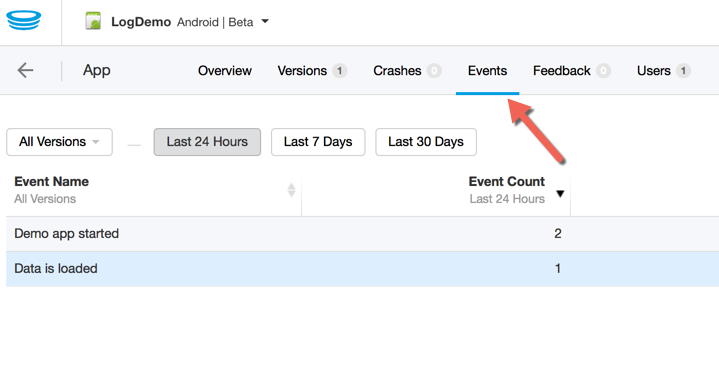 LogDemo Android | Beta
App Overview Versions 1 Crashes 0 Events Feedback 0 Users 1
All Versions Last 24 Hours Last 7 Days Last 30 Days
Event Name Event Count
All Versions Last 24 Hours
Demo app started 2
Data is loaded 1